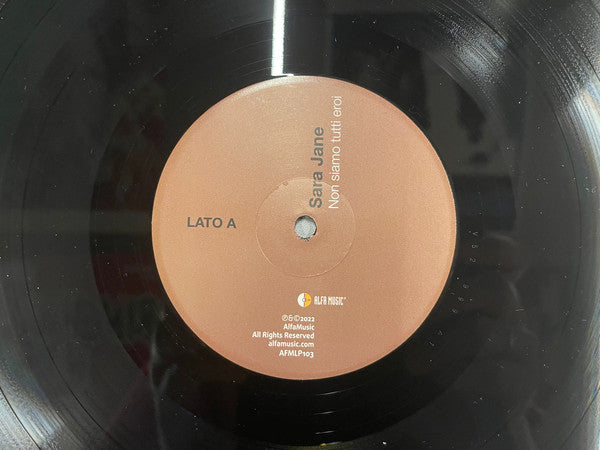 Sara Jane
Non siamo tutti eroi
LATO A
ALFA MUSIC
℗&©2022
AlfaMusic
All Rights Reserved
alfamusic.com
AFMLP103